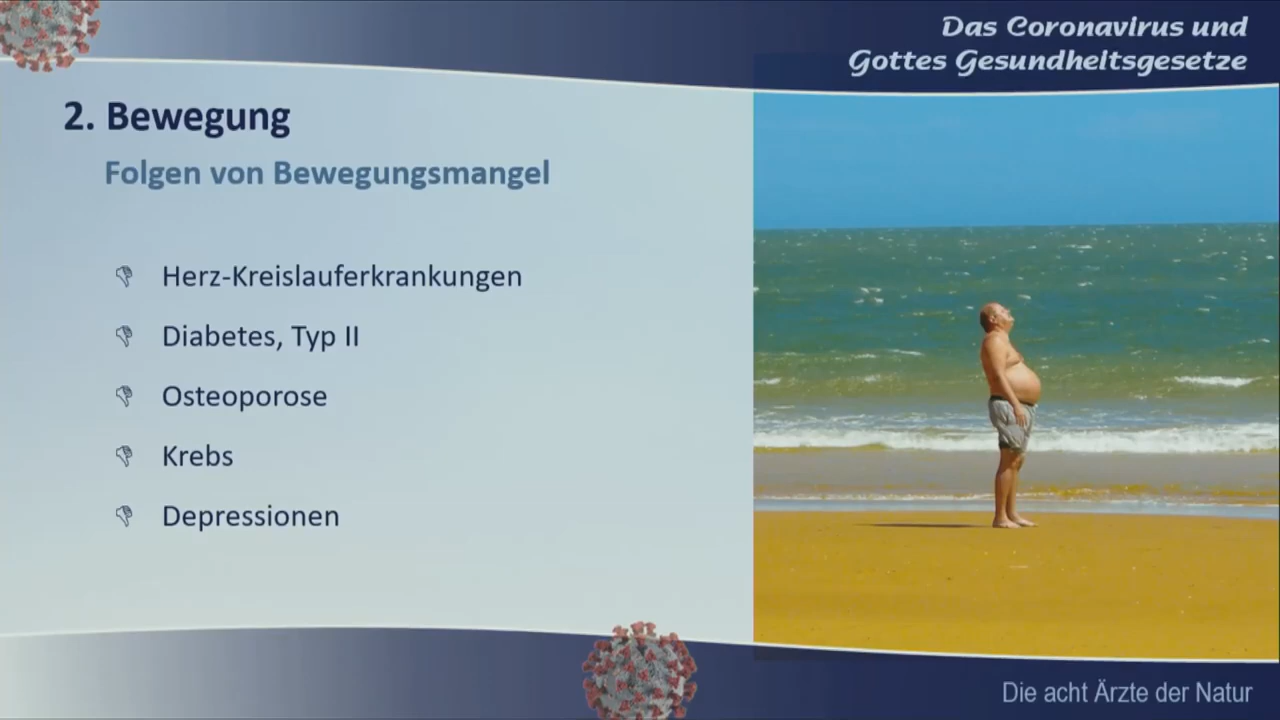 Das Coronavirus und
Gottes Gesundheitsgesetze
2. Bewegung
Folgen von Bewegungsmangel
Herz-Kreislauferkrankungen
Diabetes, Typ II
Osteoporose
Krebs
Depressionen
Die acht Ärzte der Natur